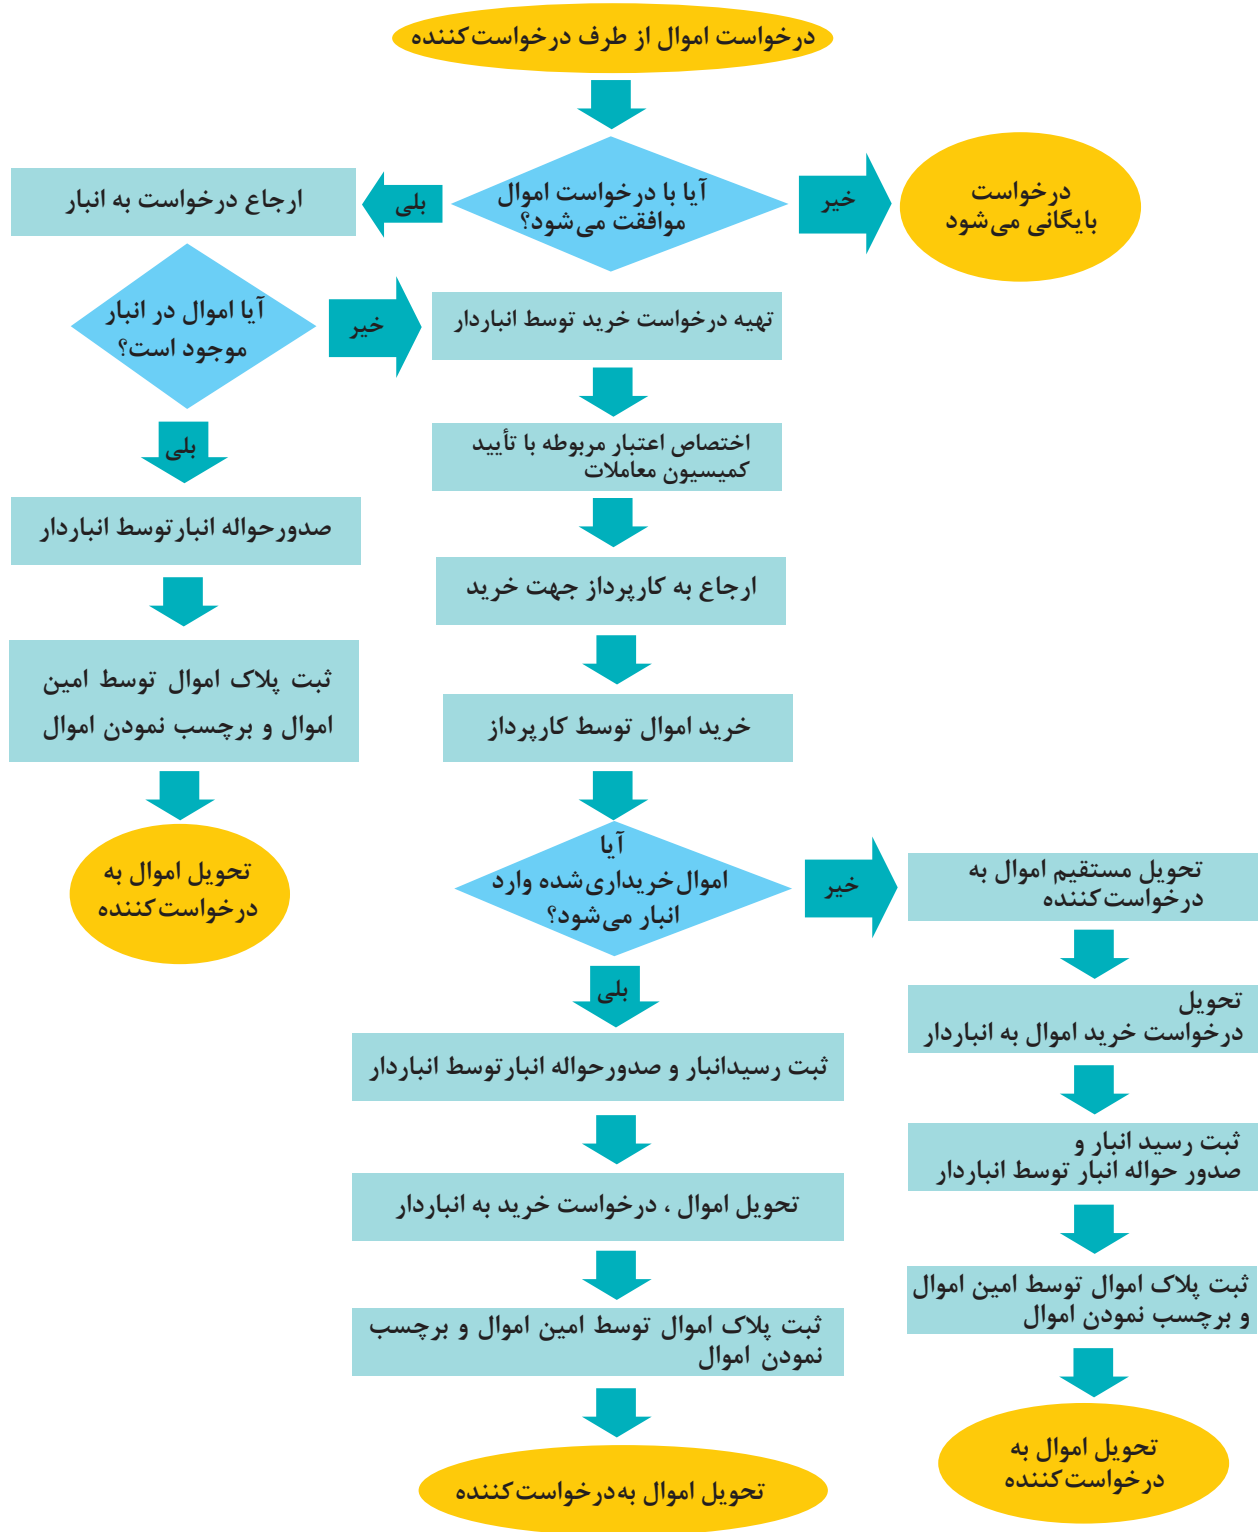 درخواست اموال از طرف درخواست‌کننده
آیا با درخواست اموال
موافقت می‌شود؟
خیر
درخواست
بایگانی می‌شود
بلی
ارجاع درخواست به انبار
آیا اموال در انبار
موجود است؟
بلی
صدورحواله انبارتوسط انباردار
ثبت پلاک اموال توسط امین
اموال و برچسب نمودن اموال
تحویل اموال به
درخواست‌کننده
خیر
تهیه درخواست خرید توسط انباردار
اختصاص اعتبار مربوطه با تأیید
کمیسیون معاملات
ارجاع به کارپرداز جهت خرید
خرید اموال توسط کارپرداز
آیا
اموال‌خریداری‌شده وارد
انبار می‌شود؟
بلی
ثبت رسیدانبار و صدورحواله انبارتوسط انباردار
تحویل اموال ، درخواست خرید به انباردار
ثبت پلاک اموال توسط امین اموال و برچسب
نمودن اموال
تحویل اموال به‌درخواست‌کننده
خیر
تحویل مستقیم اموال به
درخواست‌کننده
تحویل
درخواست خرید اموال به انباردار
ثبت رسید انبار و
صدور حواله انبار توسط انباردار
ثبت پلاک اموال توسط امین اموال
و برچسب نمودن اموال
تحویل اموال به
درخواست‌کننده